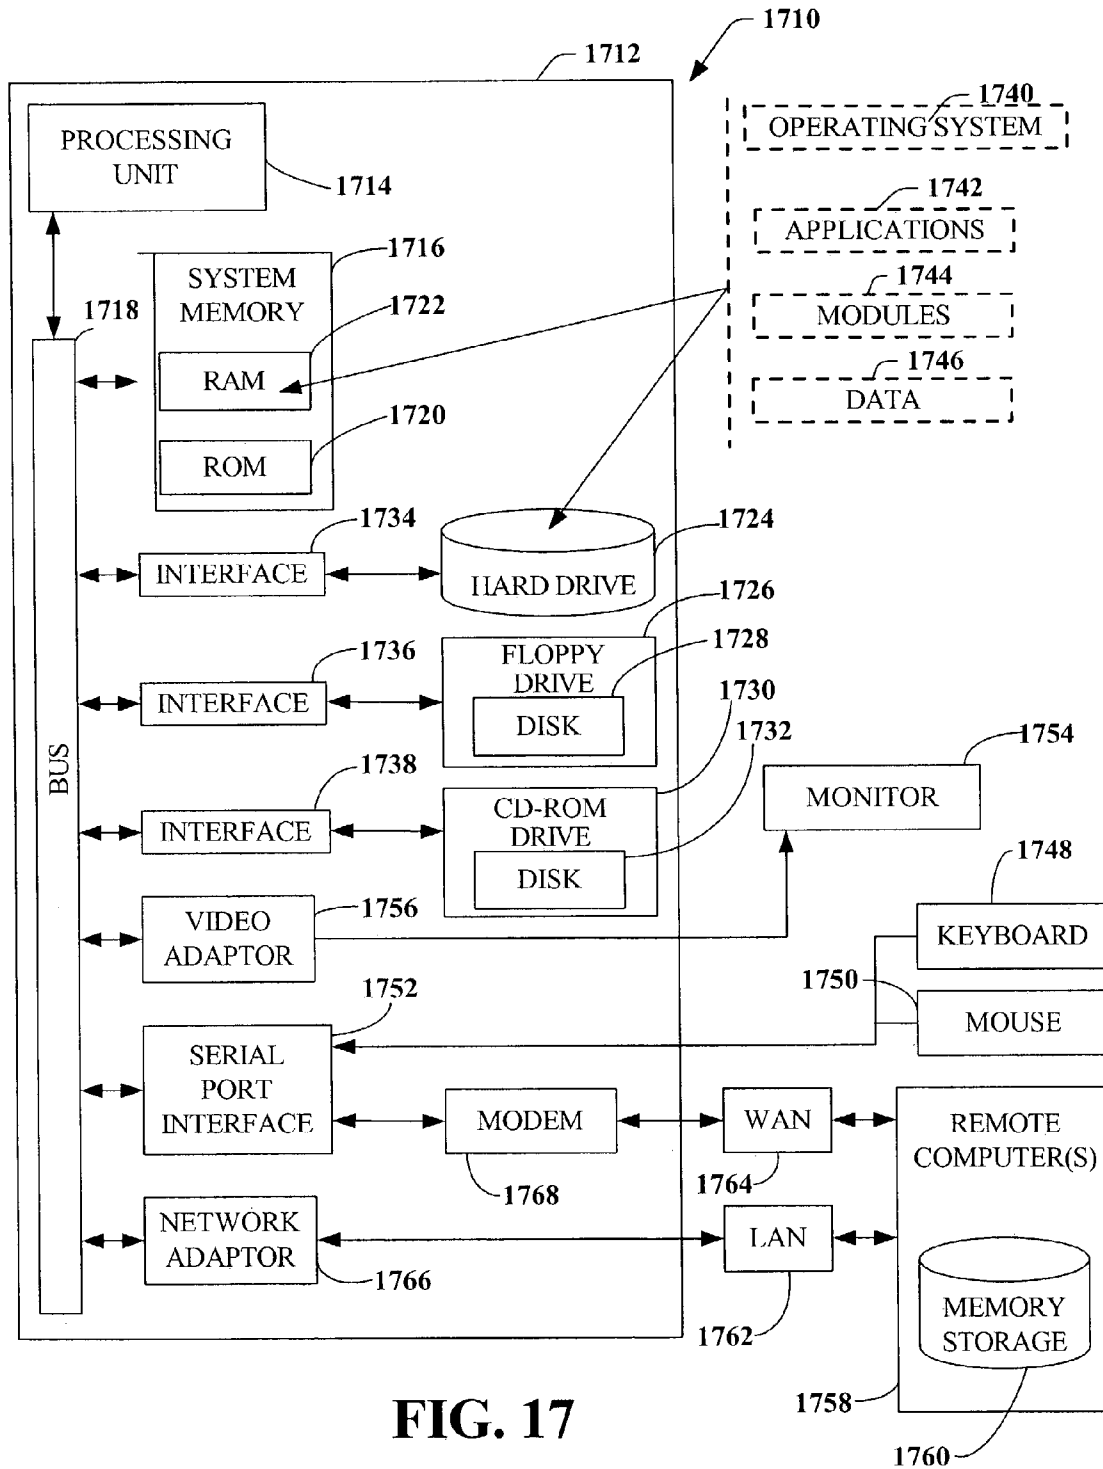 1710
1712
PROCESSING
UNIT
1714
1740
OPERATING SYSTEM
1742
APPLICATIONS
1744
MODULES
1746
DATA
1716
SYSTEM
MEMORY
1718
1722
RAM
1720
ROM
1734
INTERFACE
1724
HARD DRIVE
1726
1736
INTERFACE
FLOPPY
DRIVE
1728
DISK
1730
1732
BUS
1738
INTERFACE
CD-ROM
DRIVE
DISK
1754
MONITOR
1748
KEYBOARD
1756
VIDEO
ADAPTOR
1750
MOUSE
1752
SERIAL
PORT
INTERFACE
MODEM
1768
WAN
1764
REMOTE
COMPUTER(S)
NETWORK
ADAPTOR
1766
LAN
1762
MEMORY
STORAGE
1758
1760
FIG. 17